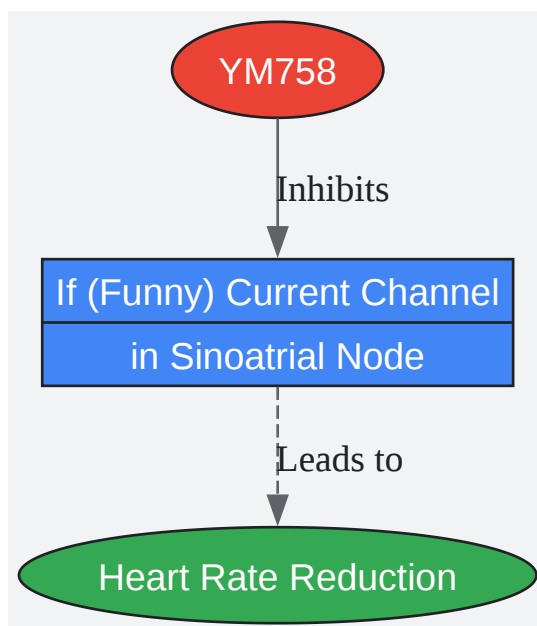 YM758
Inhibits
If (Funny) Current Channel
in Sinoatrial Node
Leads to
Heart Rate Reduction